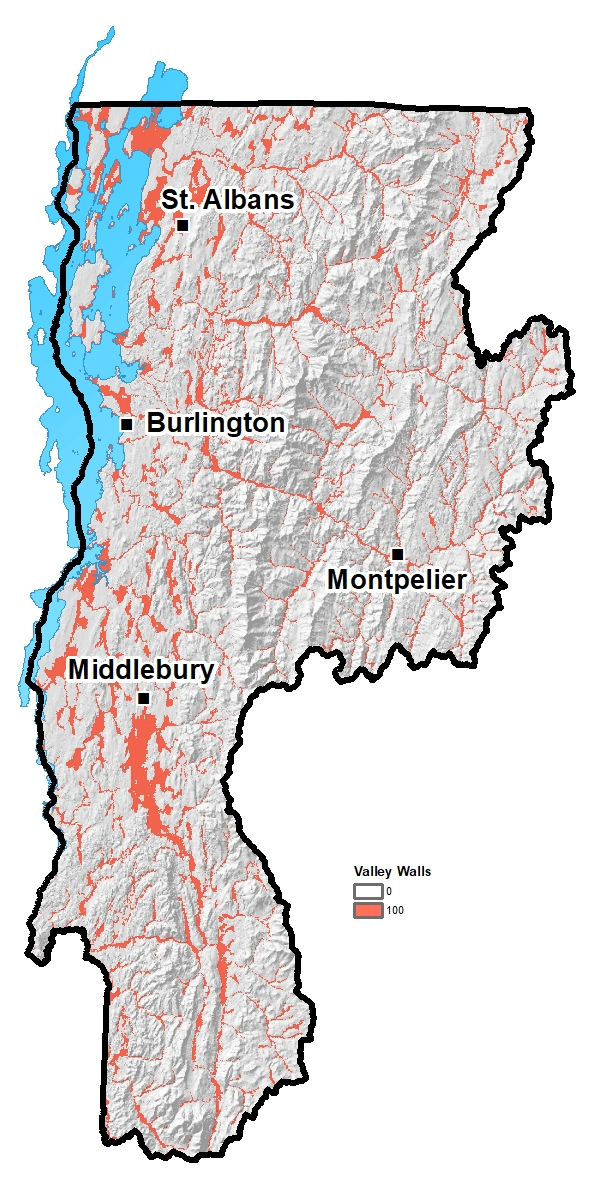 St. Albans
Burlington
Montpelier
Middlebury
Valley Walls
0
100